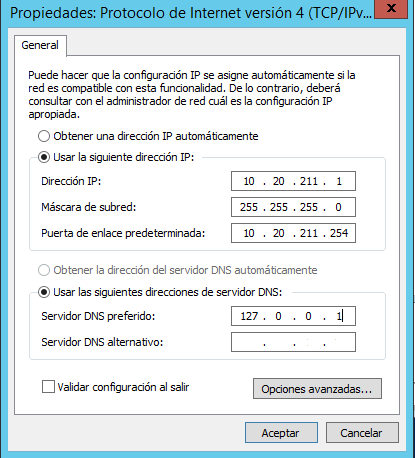 Propiedades: Protocolo de Internet versión 4 (TCP/IPv...
x
General
Puede hacer que la configuración IP se asigne automáticamente si la
red es compatible con esta funcionalidad. De lo contrario, deberá
consultar con el administrador de red cuál es la configuración IP
apropiada.
Obtener una dirección IP automáticamente
Usar la siguiente dirección IP:
Dirección IP: 10 . 20 . 211 . 1
Máscara de subred: 255 . 255 . 255 . 0
Puerta de enlace predeterminada: 10 . 20 . 211 . 254
Obtener la dirección del servidor DNS automáticamente
Usar las siguientes direcciones de servidor DNS:
Servidor DNS preferido: 127 . 0 . 0 . 1
Servidor DNS alternativo: . . .
Validar configuración al salir
Opciones avanzadas...
Aceptar
Cancelar